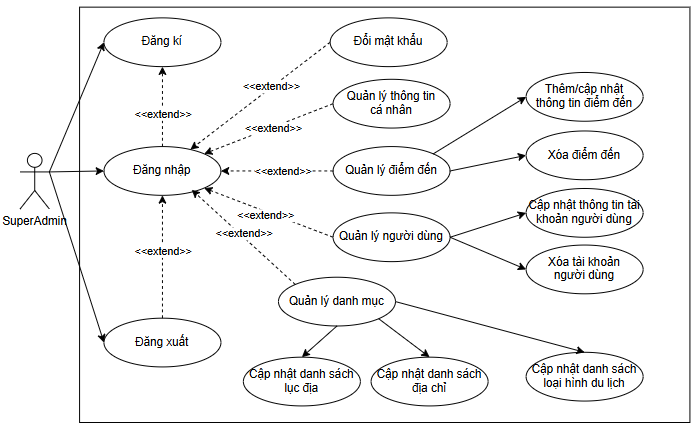 Đăng kí
Đổi mật khẩu
<<extend>>
<<extend>>
Quản lý thông tin
cá nhân
Thêm/cập nhật
thông tin điểm đến
<<extend>>
Đăng nhập
<<extend>>
Quản lý điểm đến
Xóa điểm đến
SuperAdmin
<<extend>>
<<extend>>
<<extend>>
Quản lý người dùng
Cập nhật thông tin tài
khoản người dùng
Xóa tài khoản
người dùng
Quản lý danh mục
Đăng xuất
Cập nhật danh sách
lục địa
Cập nhật danh sách
địa chỉ
Cập nhật danh sách
loại hình du lịch